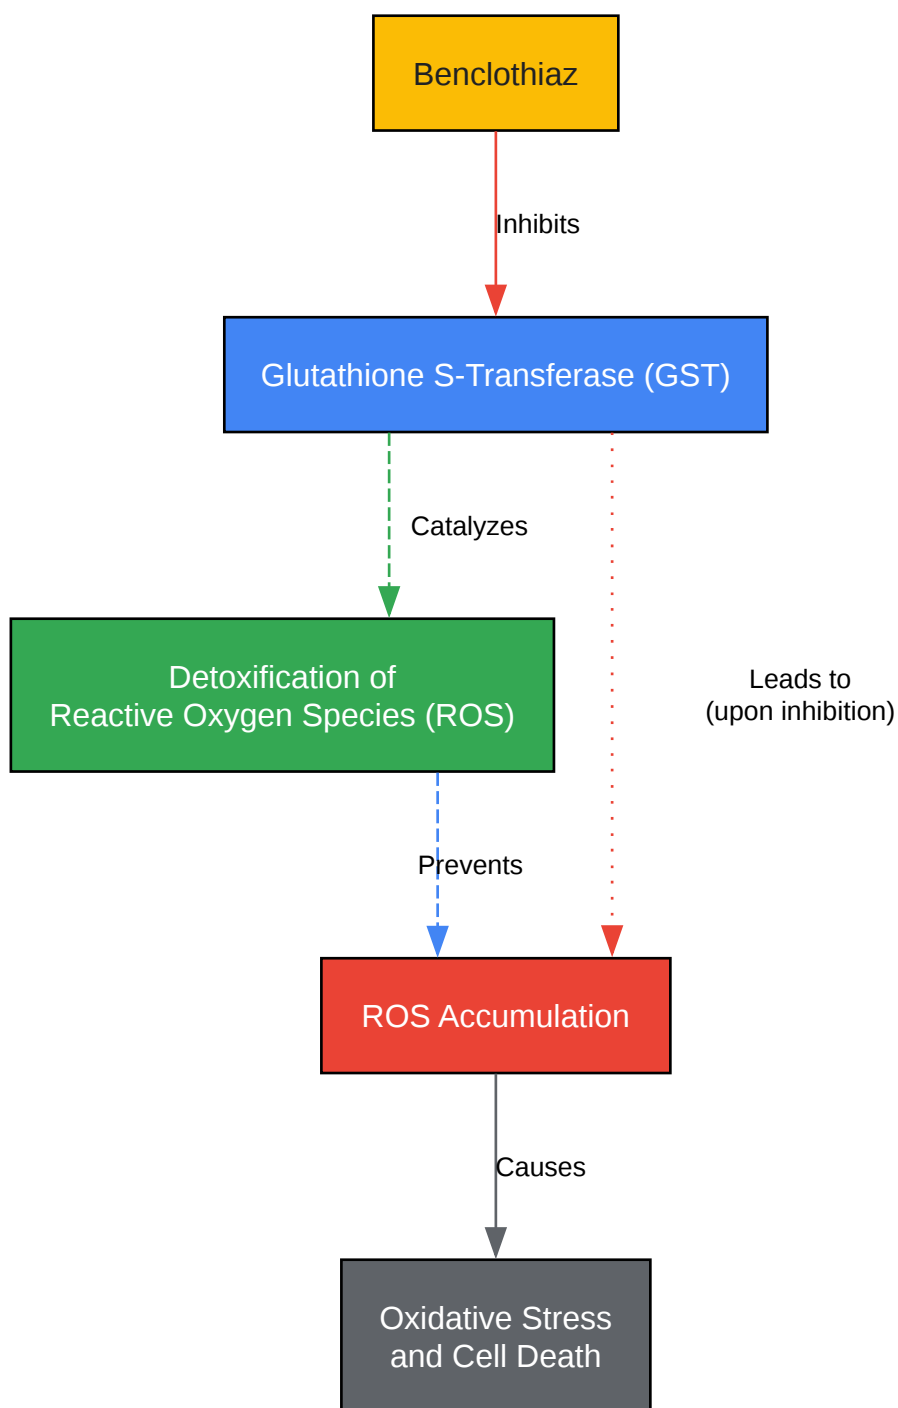 Benclothiaz
Inhibits
Glutathione S-Transferase (GST)
Catalyzes
Detoxification of
Reactive Oxygen Species (ROS)
Leads to
(upon inhibition)
Prevents
ROS Accumulation
Causes
Oxidative Stress
and Cell Death